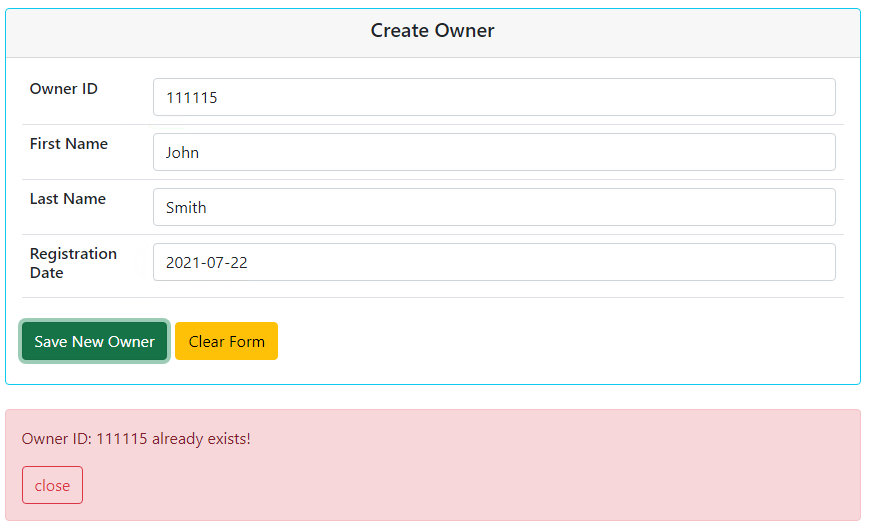 Create Owner
Owner ID
111115
First Name
John
Last Name
Smith
Registration
Date
2021-07-22
Save New Owner
Clear Form
Owner ID: 111115 already exists!
close